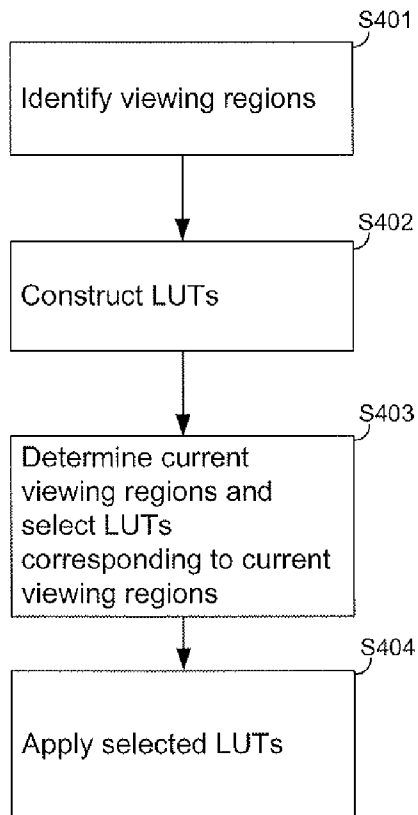 S401
Identify viewing regions
S402
Construct LUTs
S403
Determine current
viewing regions and
select LUTs
corresponding to current
viewing regions
S404
Apply selected LUTs